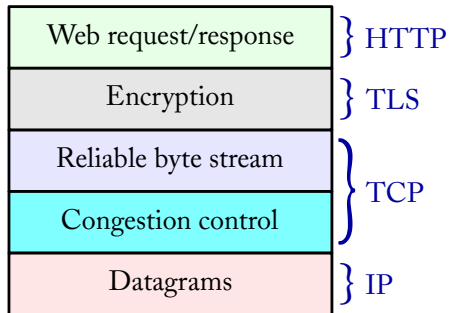 Web request/response } HTTP
Encryption } TLS
Reliable byte stream
} TCP
Congestion control
Datagrams } IP